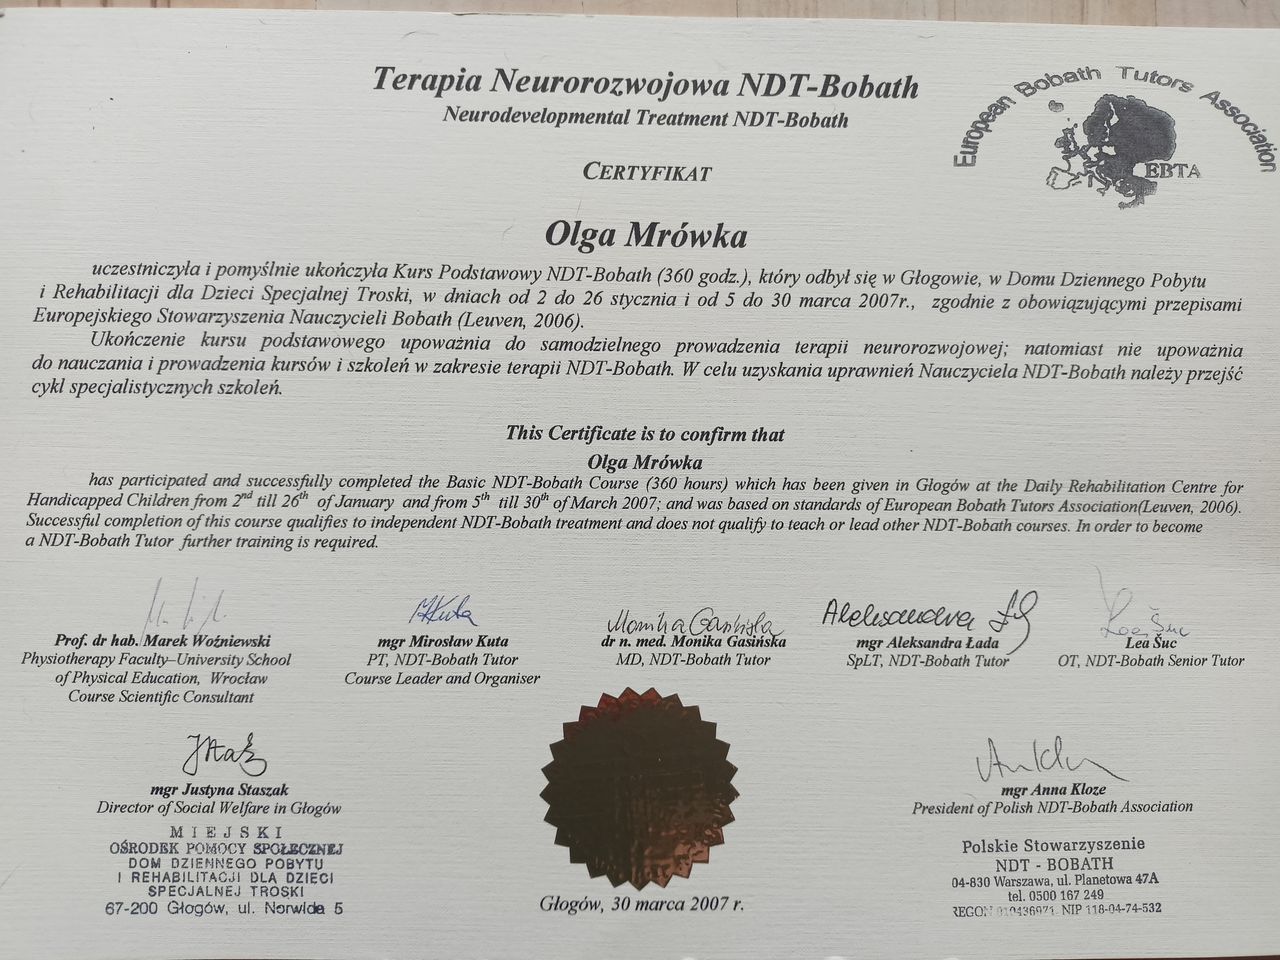 Terapia Neurorozwojowa NDT-Bobath
Neurodevelopmental Treatment NDT-Bobath
European Bobath Tutors Association
EBTA
CERTYFIKAT
Olga Mrówka
uczestniczyła i pomyślnie ukończyła Kurs Podstawowy NDT-Bobath (360 godz.), który odbył się w Głogowie, w Domu Dziennego Pobytu
i Rehabilitacji dla Dzieci Specjalnej Troski, w dniach od 2 do 26 stycznia i od 5 do 30 marca 2007r., zgodnie z obowiązującymi przepisami
Europejskiego Stowarzyszenia Nauczycieli Bobath (Leuven, 2006).
Ukończenie kursu podstawowego upoważnia do samodzielnego prowadzenia terapii neurorozwojowej; natomiast nie upoważnia
do nauczania i prowadzenia kursów i szkoleń w zakresie terapii NDT-Bobath. W celu uzyskania uprawnień Nauczyciela NDT-Bobath należy przejść
cykl specjalistycznych szkoleń.
This Certificate is to confirm that
Olga Mrówka
has participated and successfully completed the Basic NDT-Bobath Course (360 hours) which has been given in Głogów at the Daily Rehabilitation Centre for
Handicapped Children from 2nd till 26th of January and from 5th till 30th of March 2007; and was based on standards of European Bobath Tutors Association(Leuven, 2006).
Successful completion of this course qualifies to independent NDT-Bobath treatment and does not qualify to teach or lead other NDT-Bobath courses. In order to become
a NDT-Bobath Tutor further training is required.
Prof. dr hab. Marek Woźniewski
Physiotherapy Faculty–University School
of Physical Education, Wrocław
Course Scientific Consultant
MKuta
mgr Mirosław Kuta
PT, NDT-Bobath Tutor
Course Leader and Organiser
Monika Gasińska
dr n. med. Monika Gasińska
MD, NDT-Bobath Tutor
Aleksandra
mgr Aleksandra Łada
SpLT, NDT-Bobath Tutor
Lea Šuc
Lea Šuc
OT, NDT-Bobath Senior Tutor
mgr Justyna Staszak
Director of Social Welfare in Głogów
MIEJSKI
OŚRODEK POMOCY SPOŁECZNEJ
DOM DZIENNEGO POBYTU
I REHABILITACJI DLA DZIECI
SPECJALNEJ TROSKI
67-200 Głogów, ul. Norwida 5
Głogów, 30 marca 2007 r.
mgr Anna Kloze
President of Polish NDT-Bobath Association
Polskie Stowarzyszenie
NDT - BOBATH
04-830 Warszawa, ul. Planetowa 47A
tel. 0500 167 249
REGON 010436971, NIP 118-04-74-532